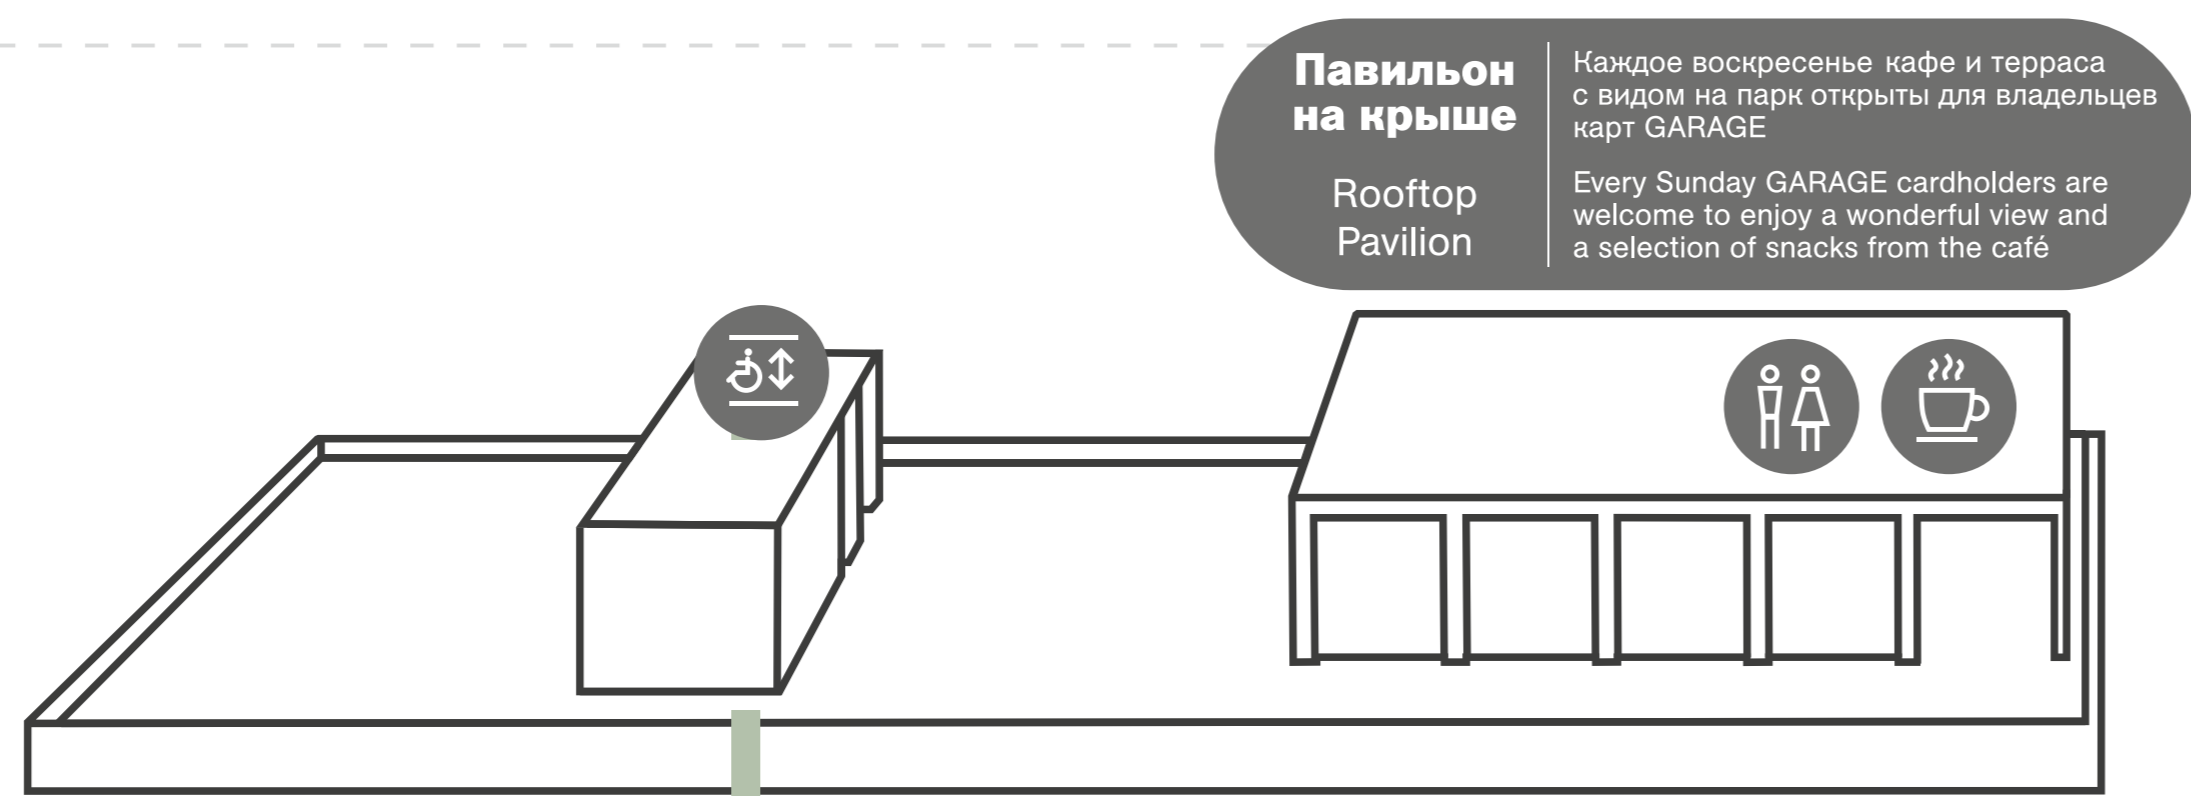 Павильон
на крыше
Rooftop
Pavilion
Каждое воскресенье кафе и терраса
с видом на парк открыты для владельцев
карт GARAGE
Every Sunday GARAGE cardholders are
welcome to enjoy a wonderful view and
a selection of snacks from the café